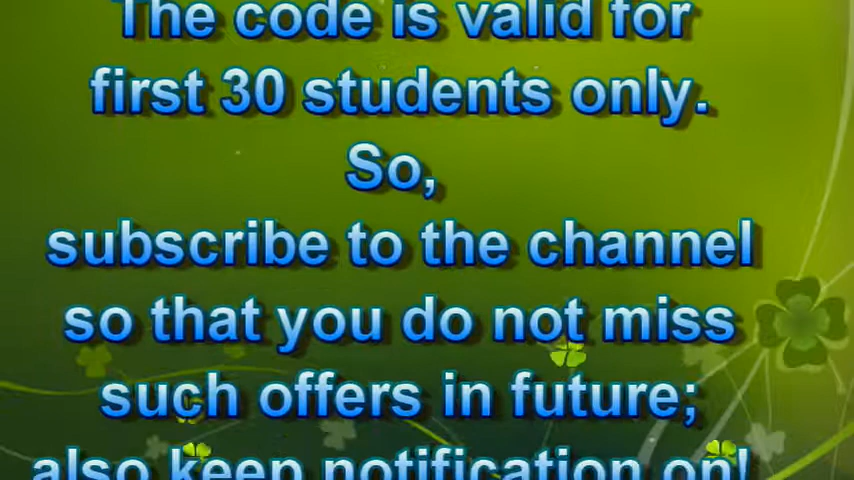 The code is valid for
first 30 students only.
So,
subscribe to the channel
so that you do not miss
such offers in future;
also keep notification on!